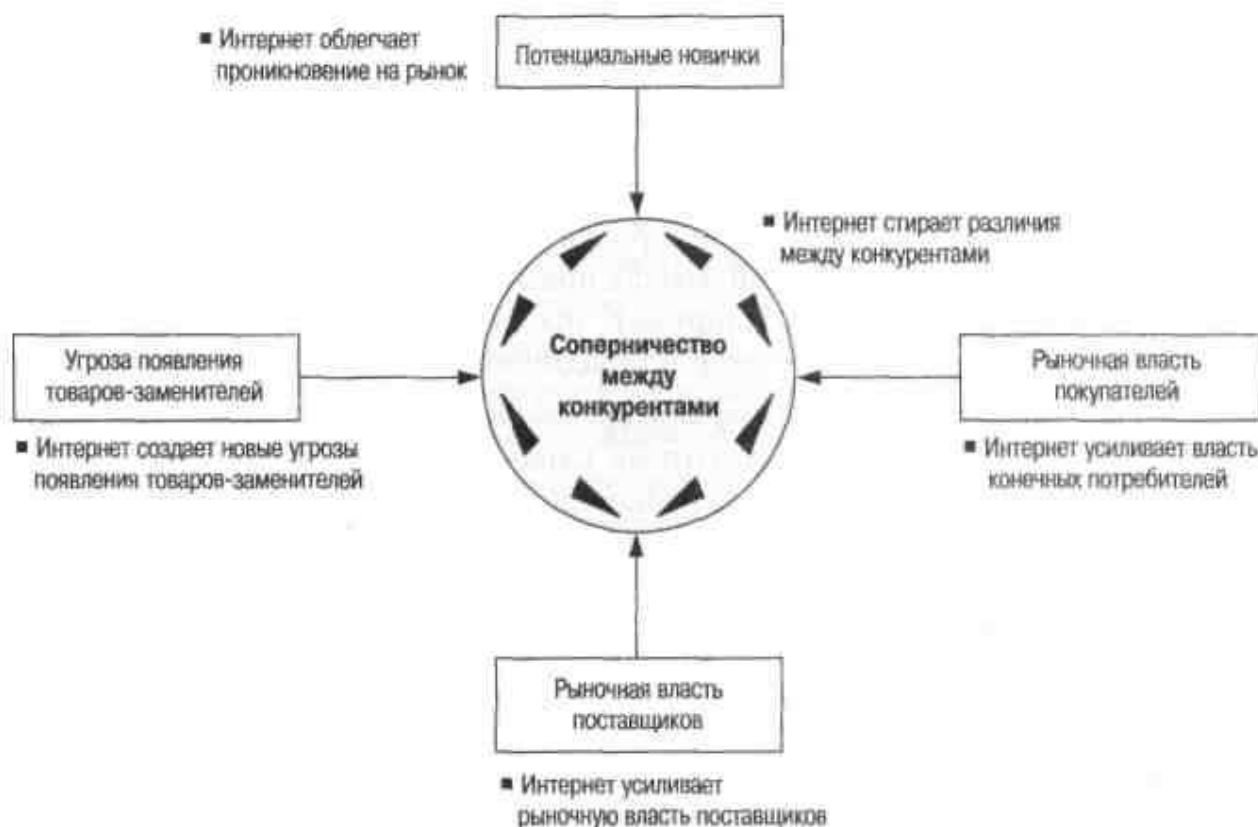 ■ Интернет облегчает
проникновение на рынок
Потенциальные новички
■ Интернет стирает различия
между конкурентами
Соперничество
между
конкурентами
Угроза появления
товаров-заменителей
■ Интернет создает новые угрозы
появления товаров-заменителей
Рыночная власть
покупателей
■ Интернет усиливает власть
конечных потребителей
Рыночная власть
поставщиков
■ Интернет усиливает
рыночную власть поставщиков